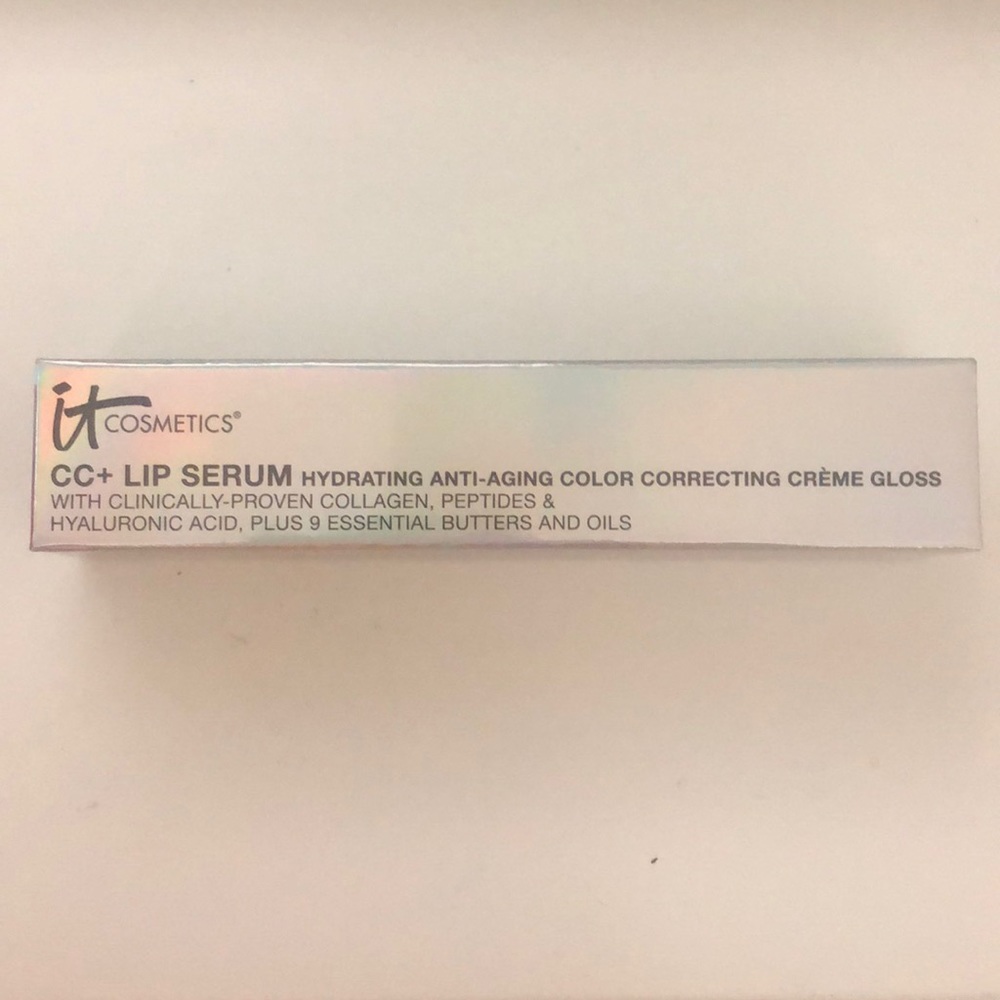 it COSMETICS®
CC+ LIP SERUM HYDRATING ANTI-AGING COLOR CORRECTING CRÈME GLOSS
WITH CLINICALLY-PROVEN COLLAGEN, PEPTIDES &
HYALURONIC ACID, PLUS 9 ESSENTIAL BUTTERS AND OILS